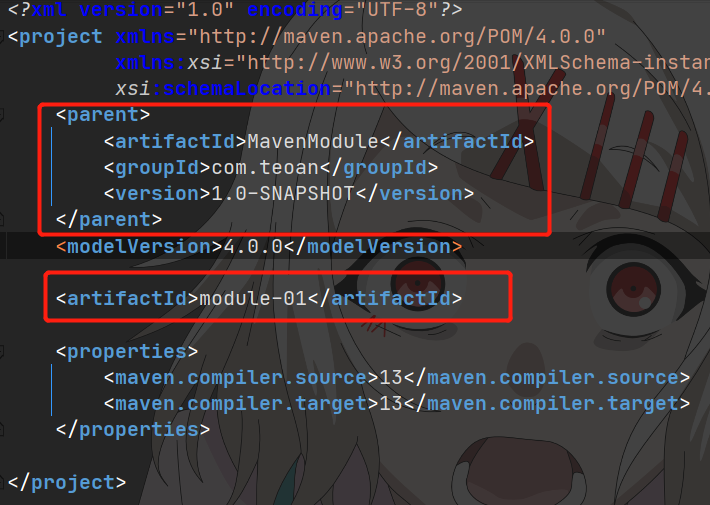 <?xml version="1.0" encoding="UTF-8"?>
<project xmlns="http://maven.apache.org/POM/4.0.0"
xmlns:xsi="http://www.w3.org/2001/XMLSchema-instan
xsi:schemaLocation="http://maven.apache.org/POM/4.
<parent>
<artifactId>MavenModule</artifactId>
<groupId>com.teoan</groupId>
<version>1.0-SNAPSHOT</version>
</parent>
<modelVersion>4.0.0</modelVersion>
<artifactId>module-01</artifactId>
<properties>
<maven.compiler.source>13</maven.compiler.source>
<maven.compiler.target>13</maven.compiler.target>
</properties>
</project>